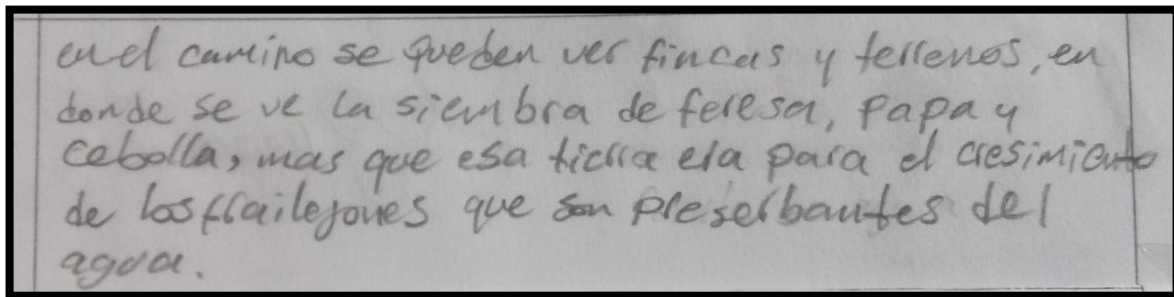 en el camino se pueden ver fincas y terrenos, en
donde se ve la siembra de feresa, papa y
cebolla, mas que esa tierra era para el cresimiento
de los frailejones que son preserbantes del
agua.